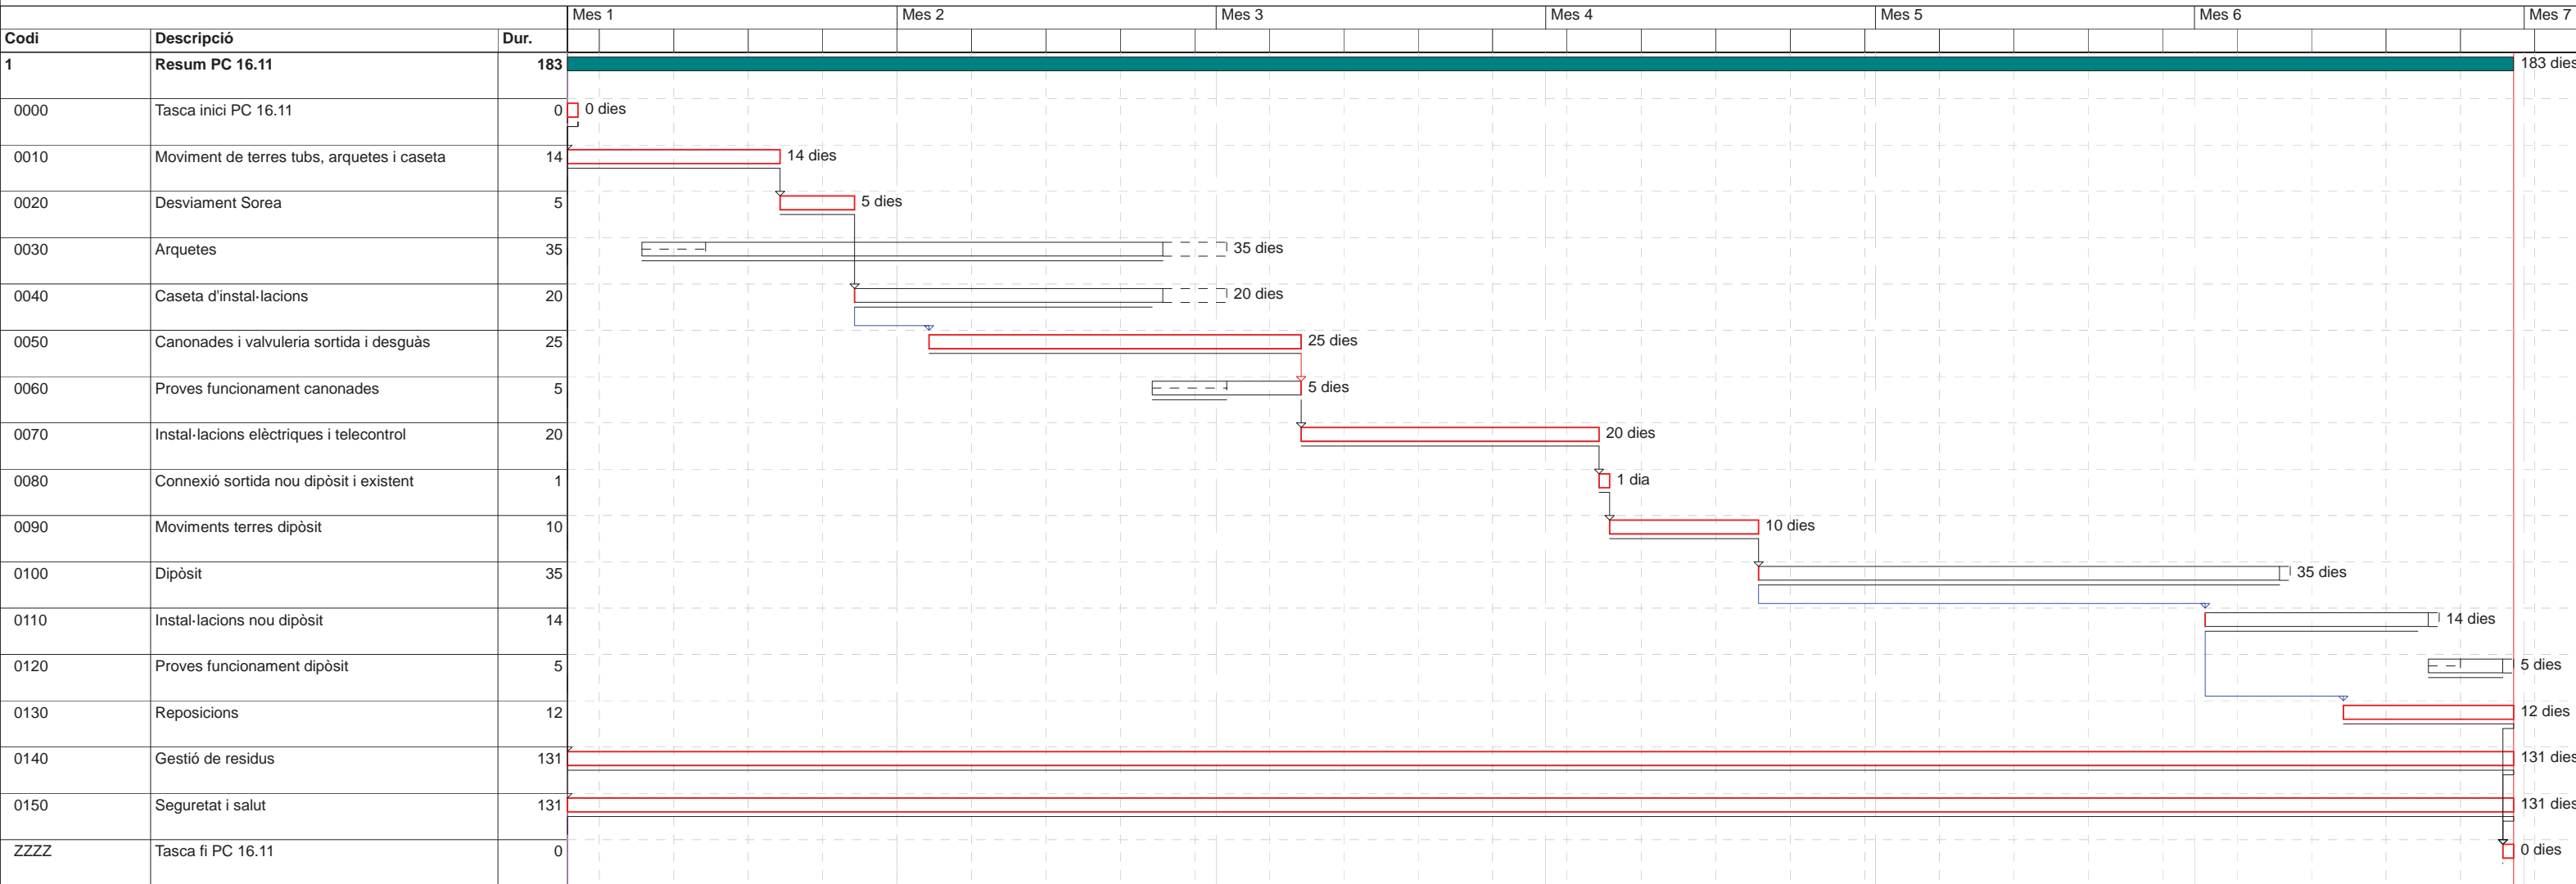 Mes 1 Mes 2 Mes 3 Mes 4 Mes 5 Mes 6 Mes 7
Codi Descripció Dur.
1 Resum PC 16.11 183 183 dies
0000 Tasca inici PC 16.11 0 0 dies
0010 Moviment de terres tubs, arquetes i caseta 14 14 dies
0020 Desviament Sorea 5 5 dies
0030 Arquetes 35 35 dies
0040 Caseta d'instal·lacions 20 20 dies
0050 Canonades i valvuleria sortida i desguàs 25 25 dies
0060 Proves funcionament canonades 5 5 dies
0070 Instal·lacions elèctriques i telecontrol 20 20 dies
0080 Connexió sortida nou dipòsit i existent 1 1 dia
0090 Moviments terres dipòsit 10 10 dies
0100 Dipòsit 35 35 dies
0110 Instal·lacions nou dipòsit 14 14 dies
0120 Proves funcionament dipòsit 5 5 dies
0130 Reposicions 12 12 dies
0140 Gestió de residus 131 131 dies
0150 Seguretat i salut 131 131 dies
ZZZZ Tasca fi PC 16.11 0 0 dies